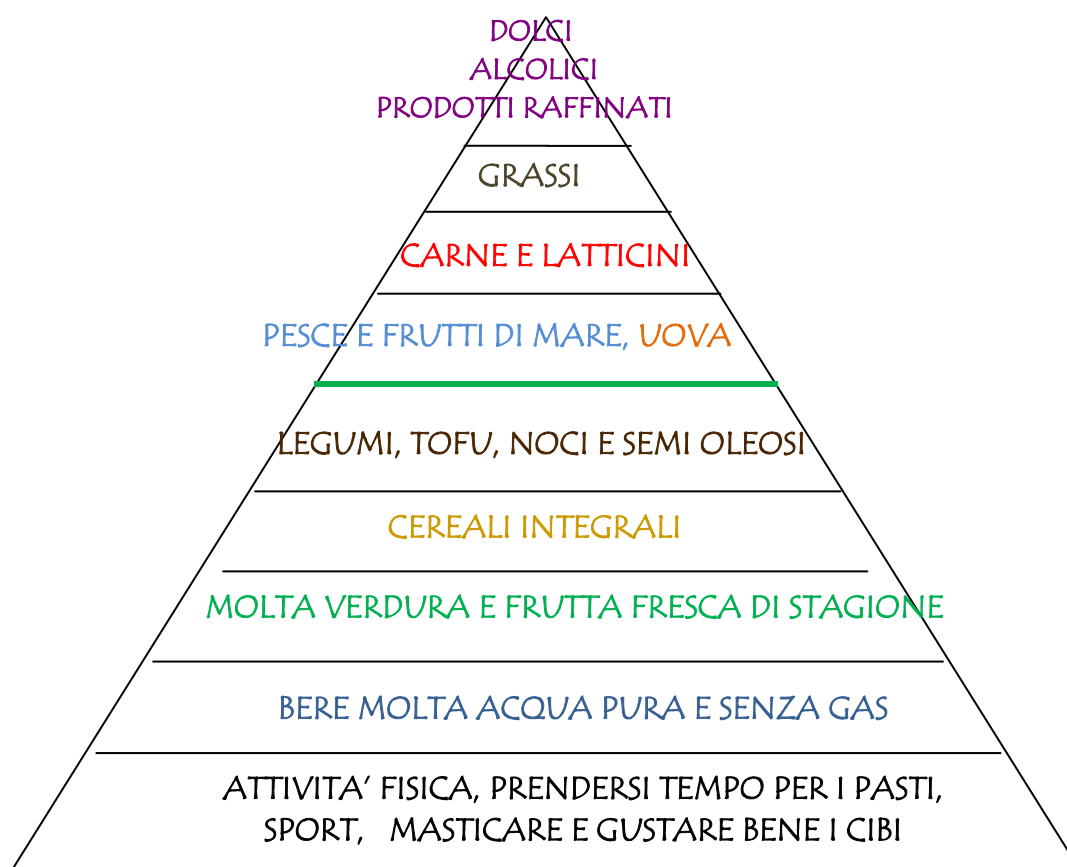 DOLCI
ALCOLICI
PRODOTTI RAFFINATI
GRASSI
CARNE E LATTICINI
PESCE E FRUTTI DI MARE, UOVA
LEGUMI, TOFU, NOCI E SEMI OLEOSI
CEREALI INTEGRALI
MOLTA VERDURA E FRUTTA FRESCA DI STAGIONE
BERE MOLTA ACQUA PURA E SENZA GAS
ATTIVITA' FISICA, PRENDERSI TEMPO PER I PASTI,
SPORT, MASTICARE E GUSTARE BENE I CIBI